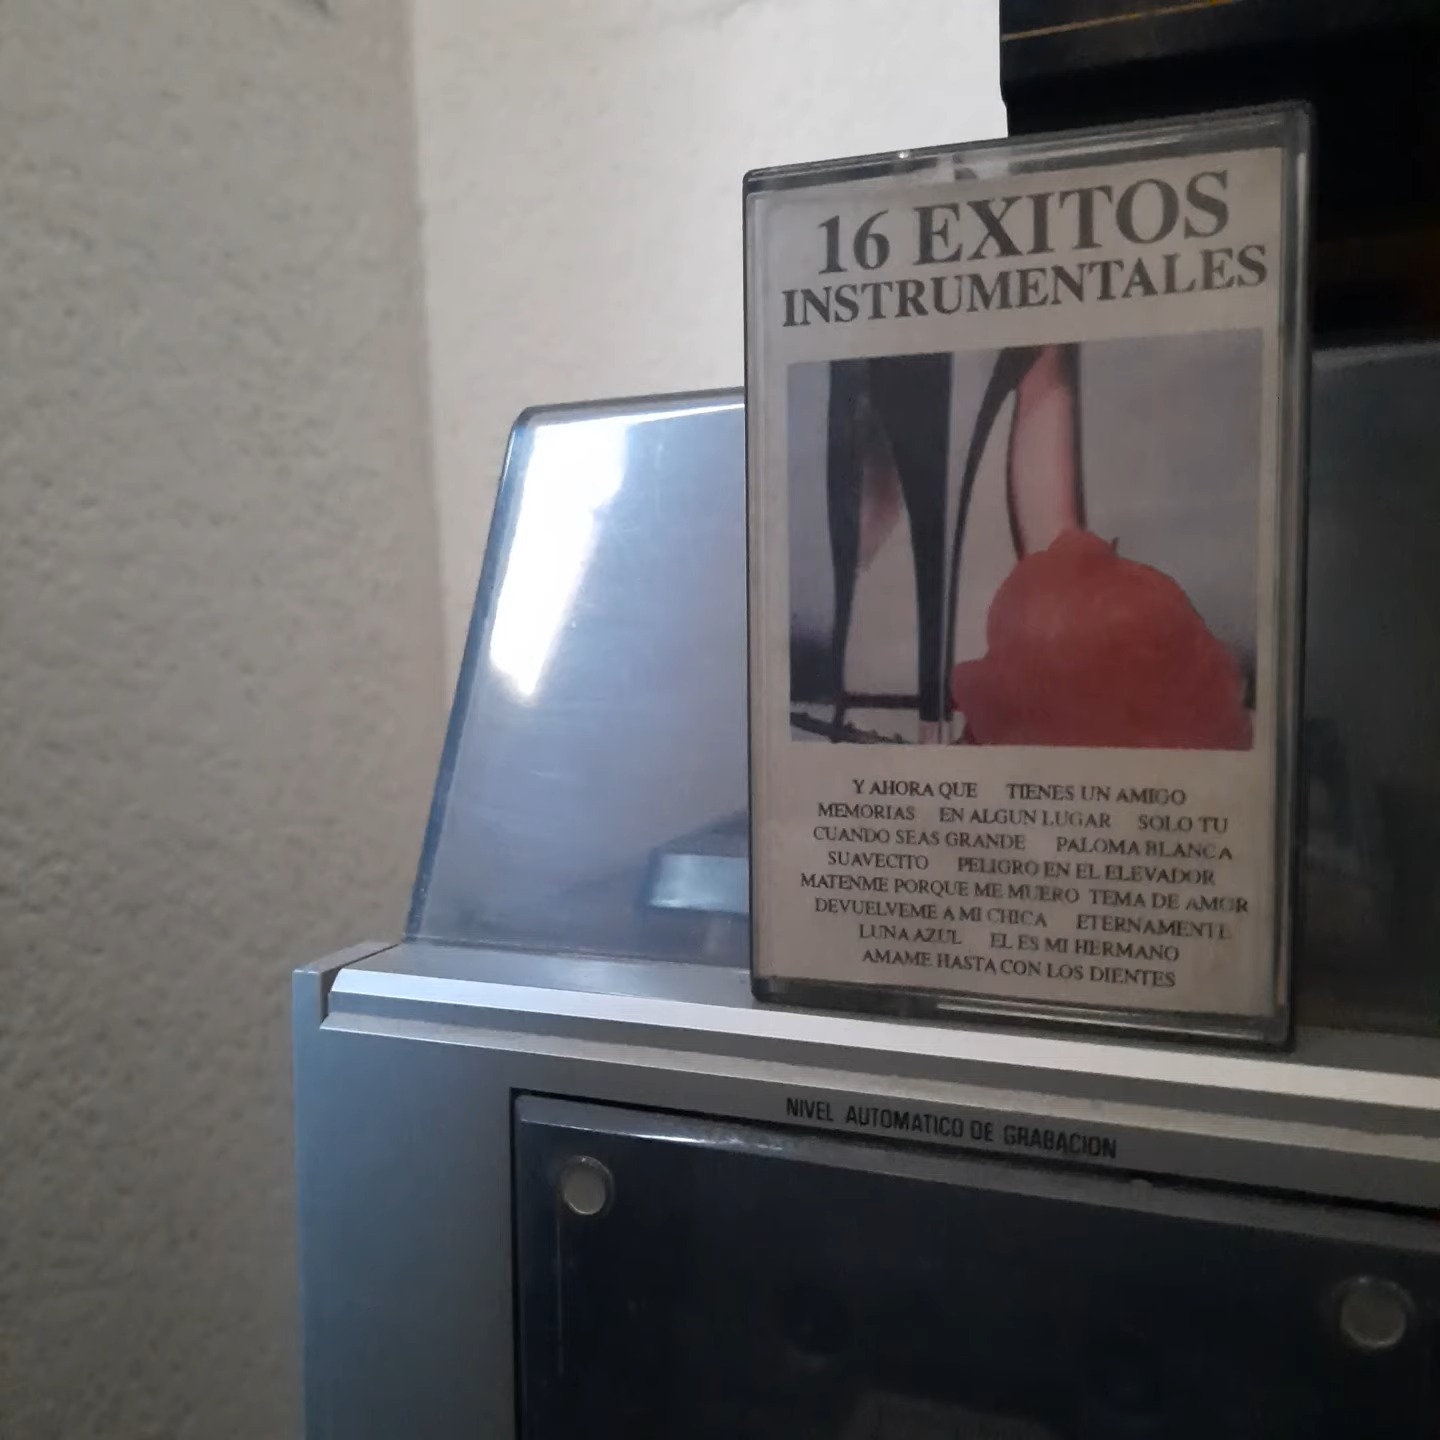 16 EXITOS
INSTRUMENTALES
Y AHORA QUE TIENES UN AMIGO
MEMORIAS EN ALGUN LUGAR SOLO TU
CUANDO SEAS GRANDE PALOMA BLANCA
SUAVECITO PELIGRO EN EL ELEVADOR
MATENME PORQUE ME MUERO TEMA DE AMOR
DEVUELVEME A MI CHICA ETERNAMENTE
LUNA AZUL EL ES MI HERMANO
AMAME HASTA CON LOS DIENTES
NIVEL AUTOMATICO DE GRABACION